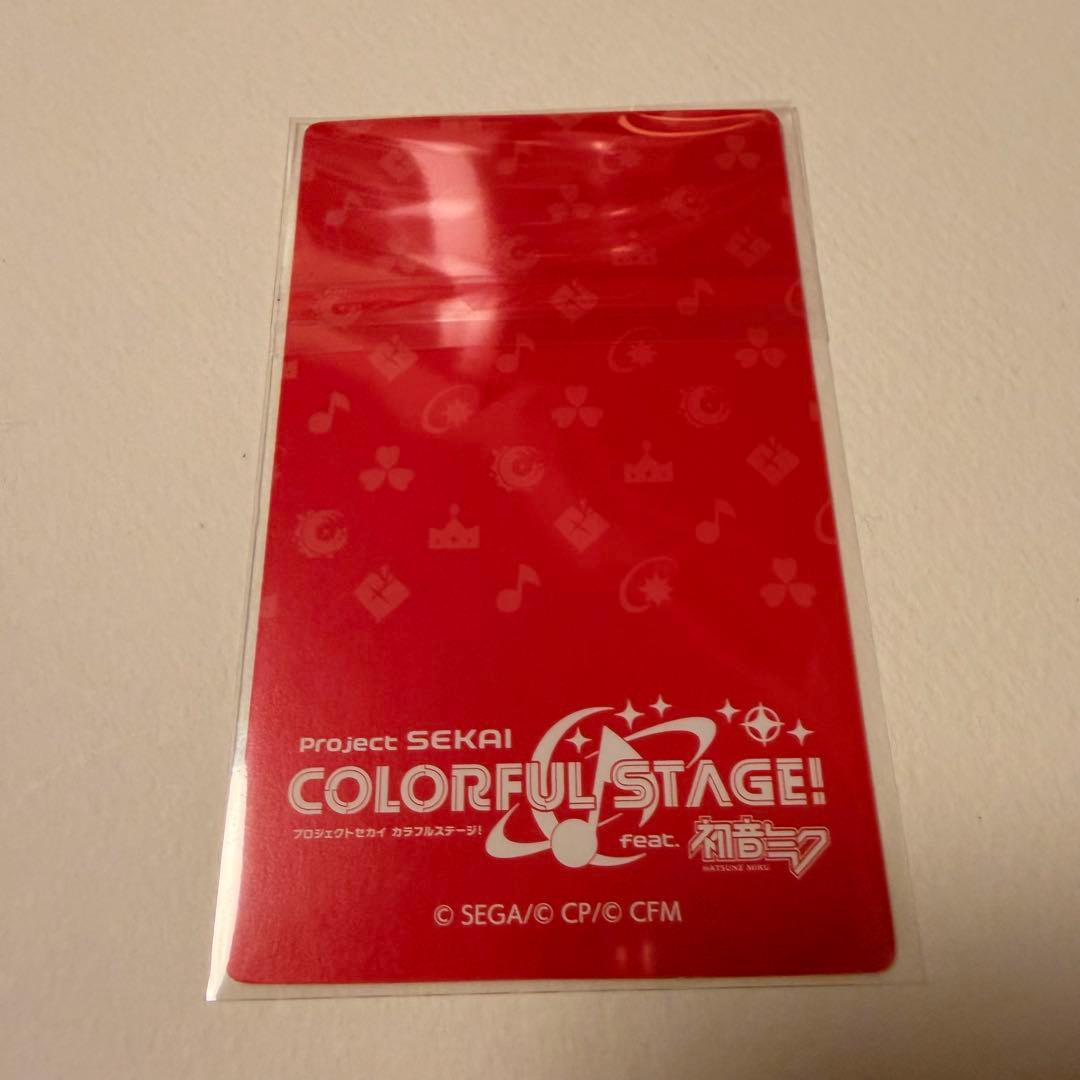 Project SEKAI
COLORFUL STAGE!
プロジェクトセカイ カラフルステージ!
feat. 初音ミク
HATSUNE MIKU
© SEGA/© CP/© CFM